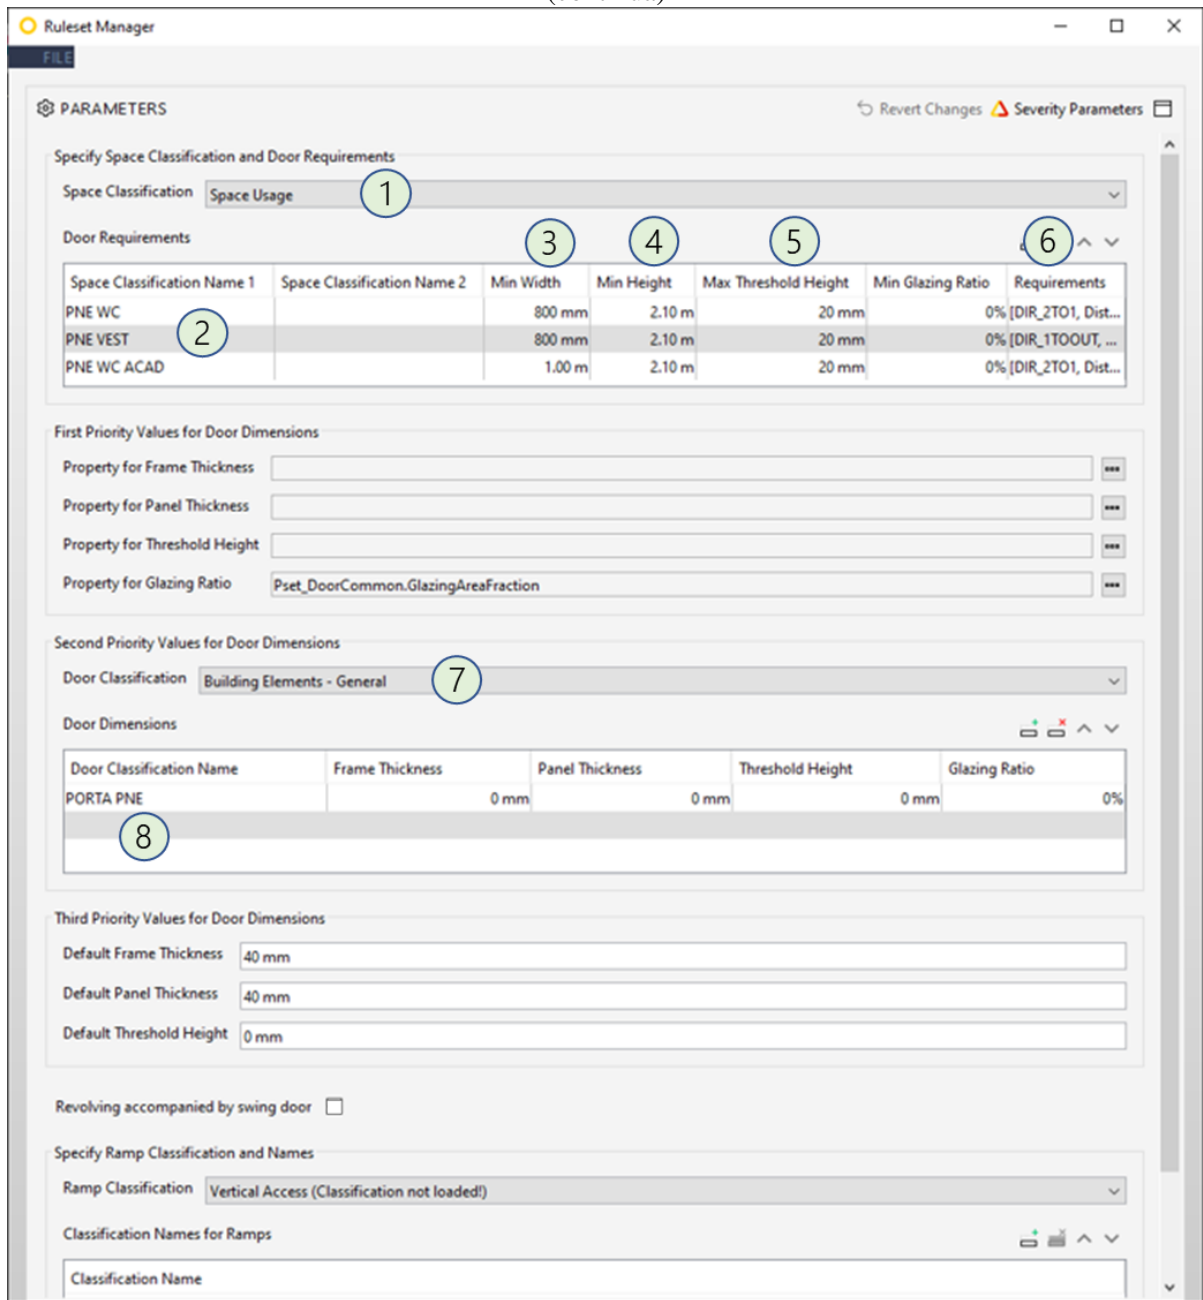 Ruleset Manager
FILE
PARAMETERS
Revert Changes Severity Parameters
Specify Space Classification and Door Requirements
Space Classification Space Usage 1
Door Requirements 3 4 5 6
Space Classification Name 1 Space Classification Name 2 Min Width Min Height Max Threshold Height Min Glazing Ratio Requirements
PNE WC 800 mm 2.10 m 20 mm 0% [DIR_2TO1, Dist...
2
PNE VEST 800 mm 2.10 m 20 mm 0% [DIR_1TOOUT, ...
PNE WC ACAD 1.00 m 2.10 m 20 mm 0% [DIR_2TO1, Dist...
First Priority Values for Door Dimensions
Property for Frame Thickness
Property for Panel Thickness
Property for Threshold Height
Property for Glazing Ratio Pset_DoorCommon.GlazingAreaFraction
Second Priority Values for Door Dimensions
Door Classification Building Elements - General 7
Door Dimensions
Door Classification Name Frame Thickness Panel Thickness Threshold Height Glazing Ratio
PORTA PNE 0 mm 0 mm 0 mm 0%
8
Third Priority Values for Door Dimensions
Default Frame Thickness 40 mm
Default Panel Thickness 40 mm
Default Threshold Height 0 mm
Revolving accompanied by swing door
Specify Ramp Classification and Names
Ramp Classification Vertical Access (Classification not loaded!)
Classification Names for Ramps
Classification Name